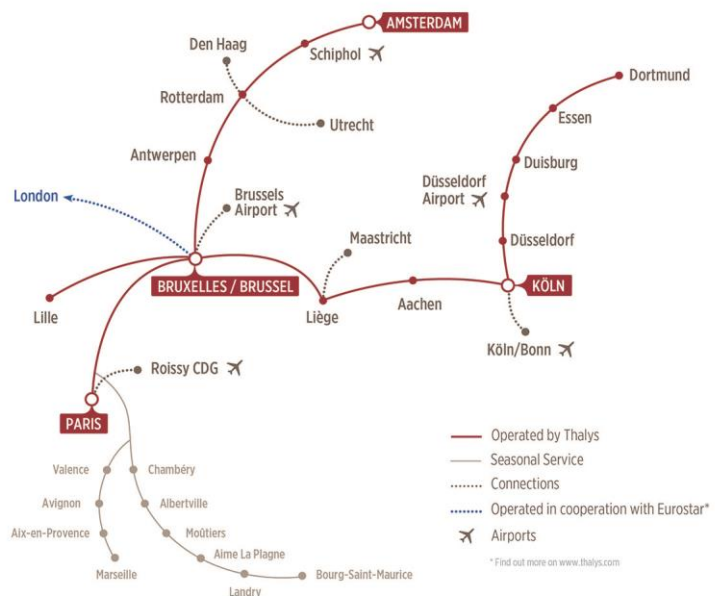 AMSTERDAM
Den Haag
Schiphol
Rotterdam
Utrecht
Antwerpen
Dortmund
Essen
Duisburg
Düsseldorf
Airport
Düsseldorf
London
Brussels
Airport
Maastricht
BRUXELLES / BRUSSEL
KÖLN
Lille
Liège
Aachen
Köln/Bonn
Roissy CDG
PARIS
Valence
Chambéry
Avignon
Albertville
Aix-en-Provence
Moûtiers
Marseille
Aime La Plagne
Landry
Bourg-Saint-Maurice
Operated by Thalys
Seasonal Service
Connections
Operated in cooperation with Eurostar*
Airports
* Find out more on www.thalys.com